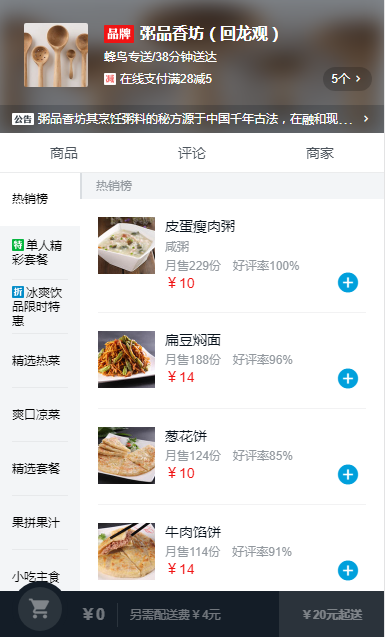 品牌 粥品香坊（回龙观）
蜂鸟专送/38分钟送达
减 在线支付满28减5
5个 >
公告 粥品香坊其烹饪粥料的秘方源于中国千年古法，在融和现... >
商品 评论 商家
热销榜
特 单人精
彩套餐
折 冰爽饮
品限时特
惠
精选热菜
爽口凉菜
精选套餐
果拼果汁
小吃主食
热销榜
皮蛋瘦肉粥
咸粥
月售229份 好评率100%
￥10
扁豆焖面
月售188份 好评率96%
￥14
葱花饼
月售124份 好评率85%
￥10
牛肉馅饼
月售114份 好评率91%
￥14
¥0 另需配送费￥4元 ¥20元起送